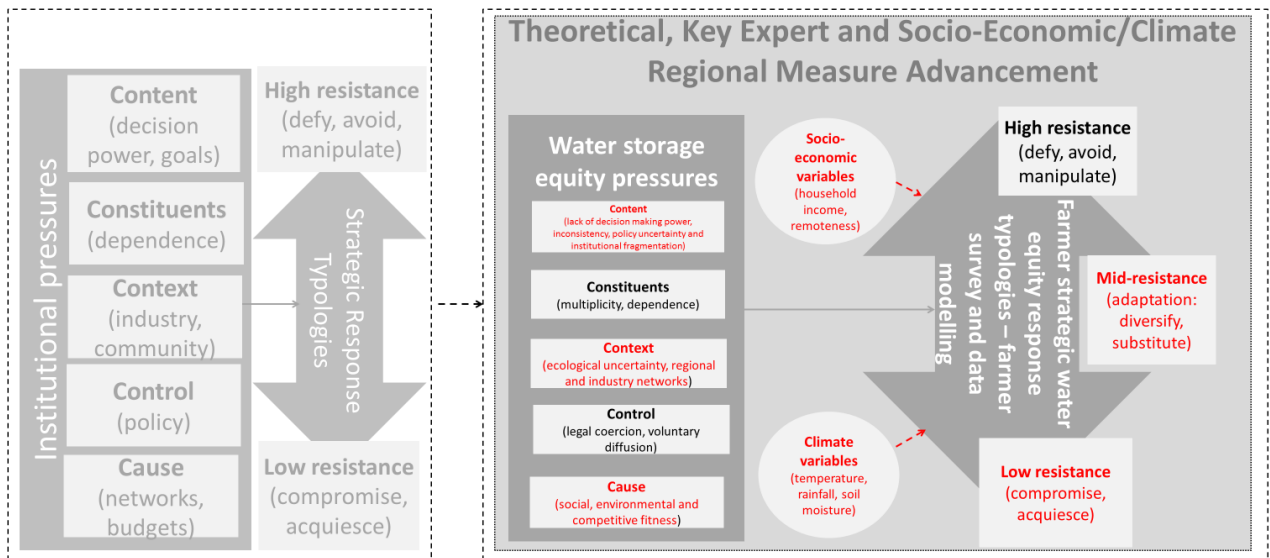 Institutional pressures
Content
(decision
power, goals)
Constituents
(dependence)
Context
(industry,
community)
Control
(policy)
Cause
(networks,
budgets)
High resistance
(defy, avoid,
manipulate)
Strategic Response
Typologies
Low resistance
(compromise,
acquiesce)
Theoretical, Key Expert and Socio-Economic/Climate
Regional Measure Advancement
Water storage
equity pressures
Content
(lack of decision making power,
inconsistency, policy uncertainty and
institutional fragmentation)
Constituents
(multiplicity, dependence)
Context
(ecological uncertainty, regional
and industry networks)
Control
(legal coercion, voluntary
diffusion)
Cause
(social, environmental and
competitive fitness)
Socio-
economic
variables
(household
income,
remoteness)
Climate
variables
(temperature,
rainfall, soil
moisture)
High resistance
(defy, avoid,
manipulate)
Farmer strategic water
equity response
typologies – farmer
survey and data
modelling
Mid-resistance
(adaptation:
diversify,
substitute)
Low resistance
(compromise,
acquiesce)